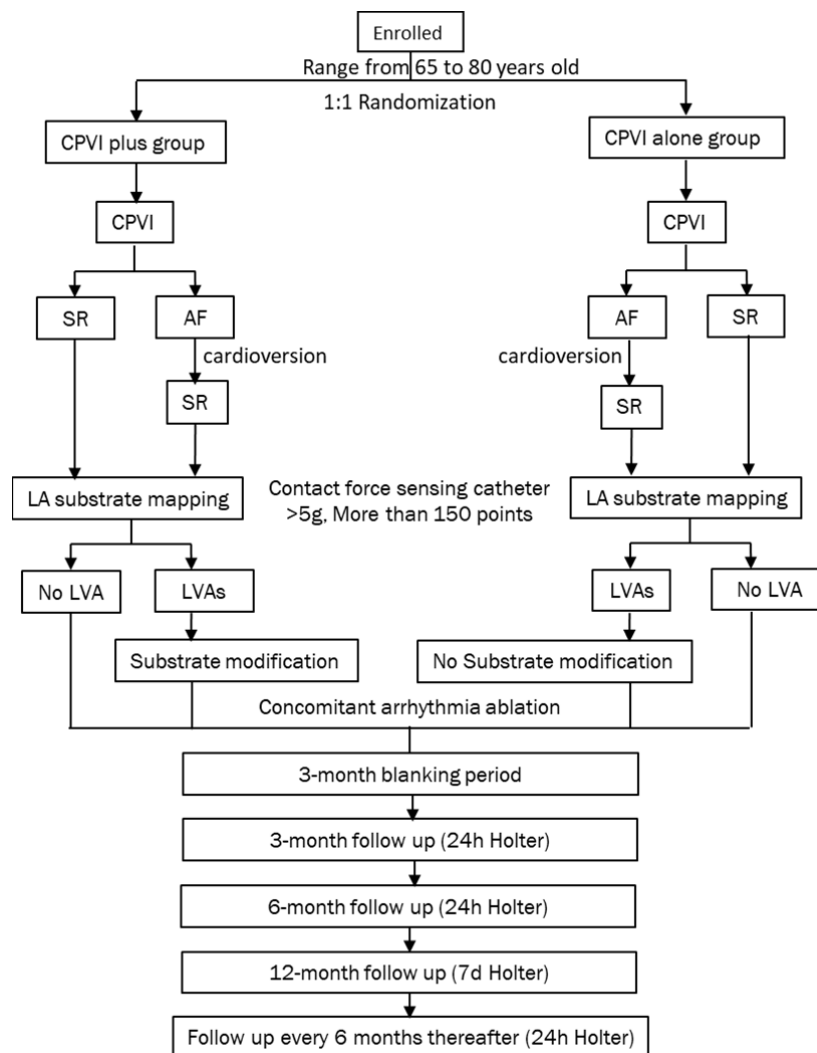 Enrolled
Range from 65 to 80 years old
1:1 Randomization
CPVI plus group
CPVI alone group
CPVI
CPVI
SR
AF
AF
SR
cardioversion
cardioversion
SR
SR
LA substrate mapping
Contact force sensing catheter
>5g, More than 150 points
LA substrate mapping
No LVA
LVAs
LVAs
No LVA
Substrate modification
No Substrate modification
Concomitant arrhythmia ablation
3-month blanking period
3-month follow up (24h Holter)
6-month follow up (24h Holter)
12-month follow up (7d Holter)
Follow up every 6 months thereafter (24h Holter)